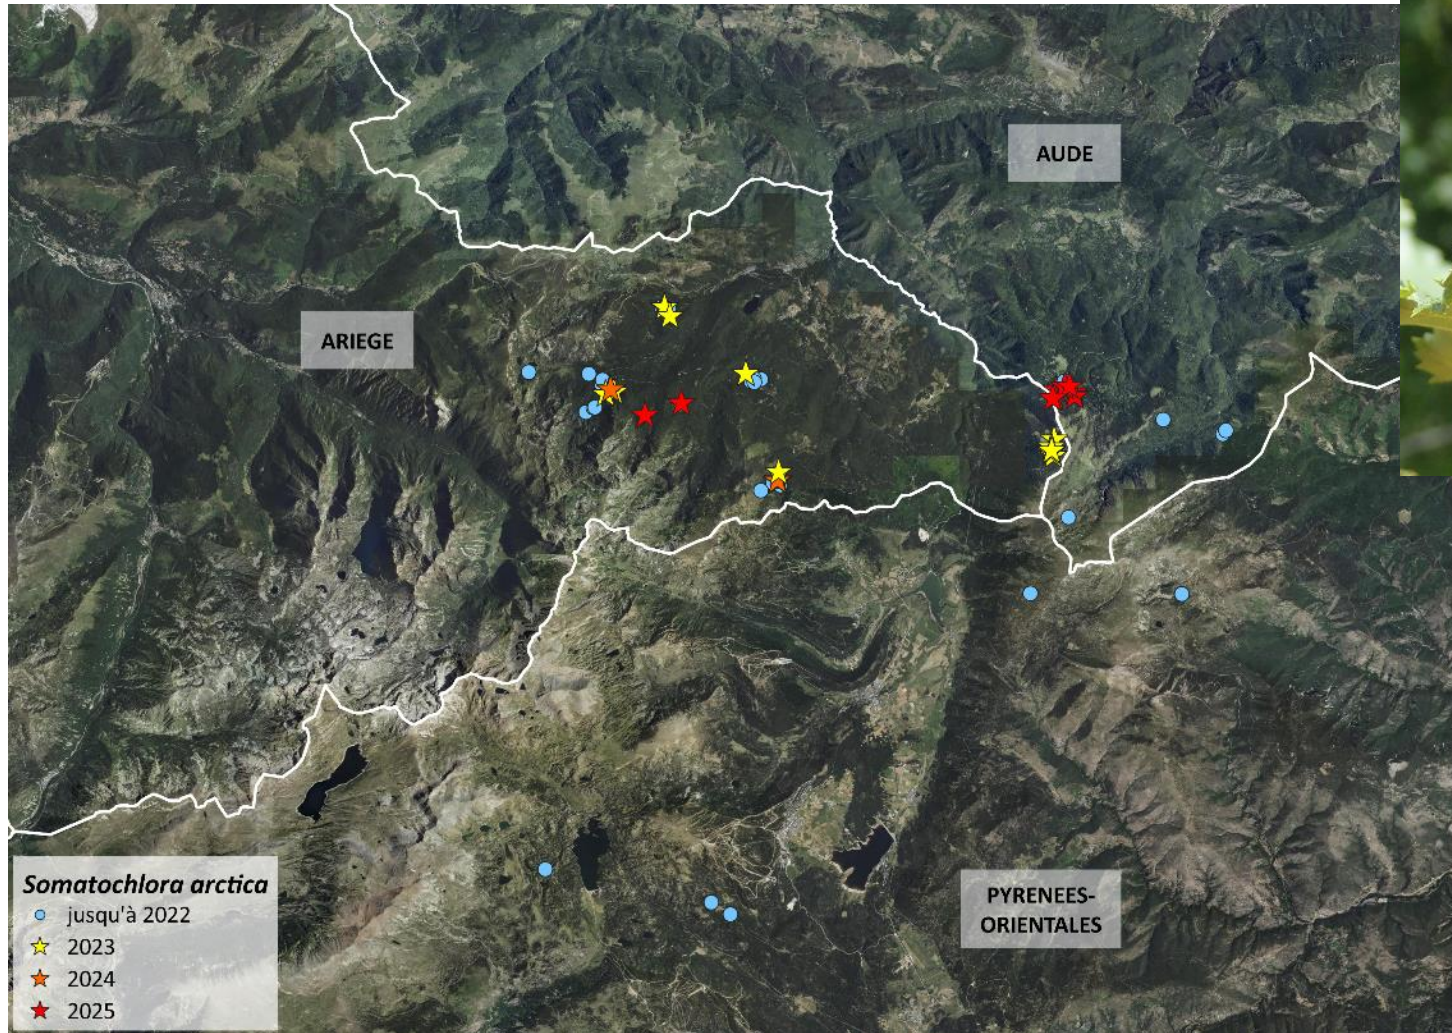 AUDE
ARIEGE
PYRENEES-
ORIENTALES
Somatochlora arctica
jusqu'à 2022
2023
2024
2025